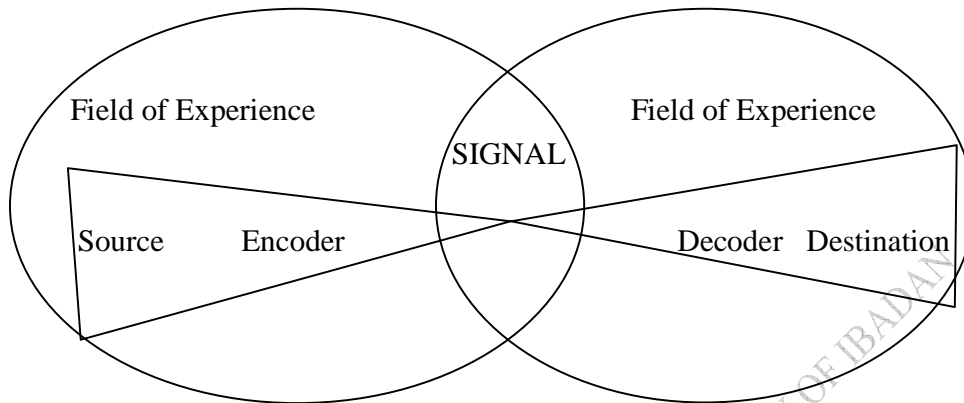 Field of Experience Field of Experience
SIGNAL
Source Encoder Decoder Destination
OF IBADAN